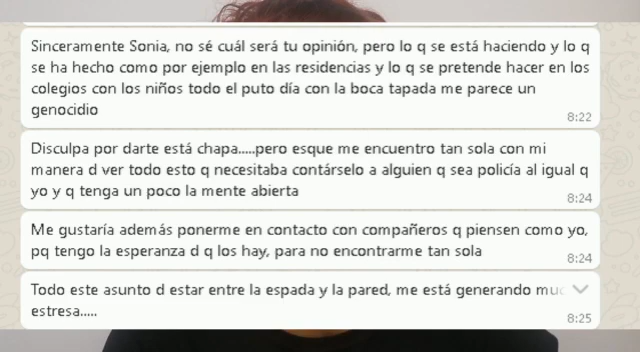 Sinceramente Sonia, no sé cuál será tu opinión, pero lo q se está haciendo y lo q
se ha hecho como por ejemplo en las residencias y lo q se pretende hacer en los
colegios con los niños todo el puto día con la boca tapada me parece un
genocidio
8:22
Disculpa por darte está chapa.....pero esque me encuentro tan sola con mi
manera d ver todo esto q necesitaba contárselo a alguien q sea policía al igual q
yo y q tenga un poco la mente abierta
8:24
Me gustaría además ponerme en contacto con compañeros q piensen como yo,
pq tengo la esperanza d q los hay, para no encontrarme tan sola
8:24
Todo este asunto d estar entre la espada y la pared, me está generando
estresa.....
8:25